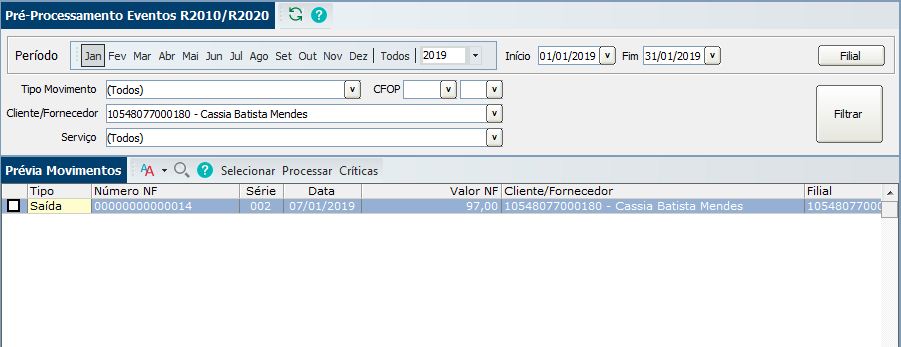 Pré-Processamento Eventos R2010/R2020
Período Jan Fev Mar Abr Mai Jun Jul Ago Set Out Nov Dez Todos 2019 Início 01/01/2019 Fim 31/01/2019 Filial
Tipo Movimento (Todos) CFOP
Cliente/Fornecedor 10548077000180 - Cassia Batista Mendes
Filtrar
Serviço (Todos)
Prévia Movimentos AA Selecionar Processar Críticas
Tipo Número NF Série Data Valor NF Cliente/Fornecedor Filial
Saída 00000000000014 002 07/01/2019 97,00 10548077000180 - Cassia Batista Mendes 10548077000